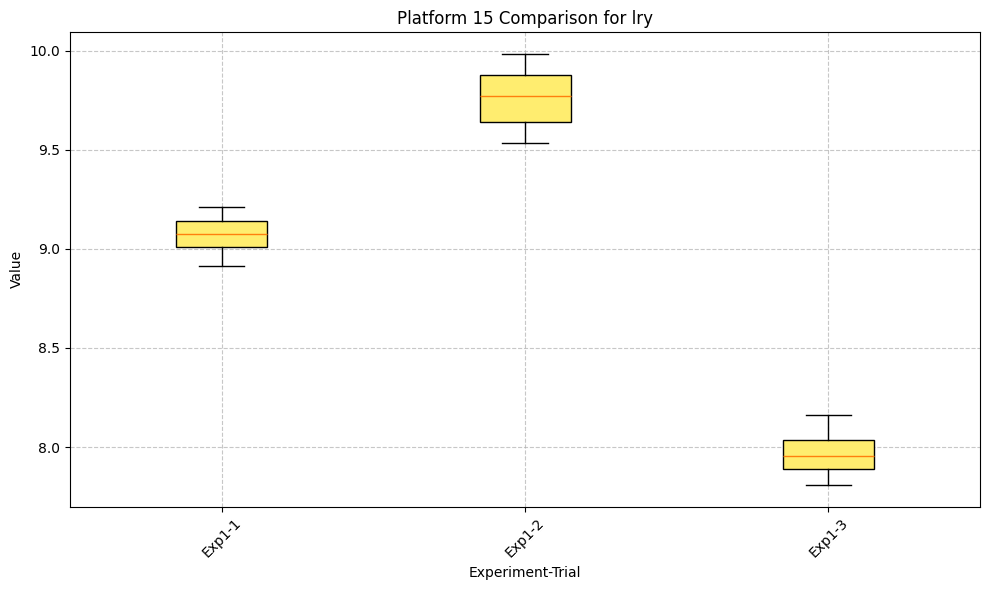 Platform 15 Comparison for lry
10.0
9.5
9.0
8.5
8.0
Value
Exp1-1
Exp1-2
Exp1-3
Experiment-Trial